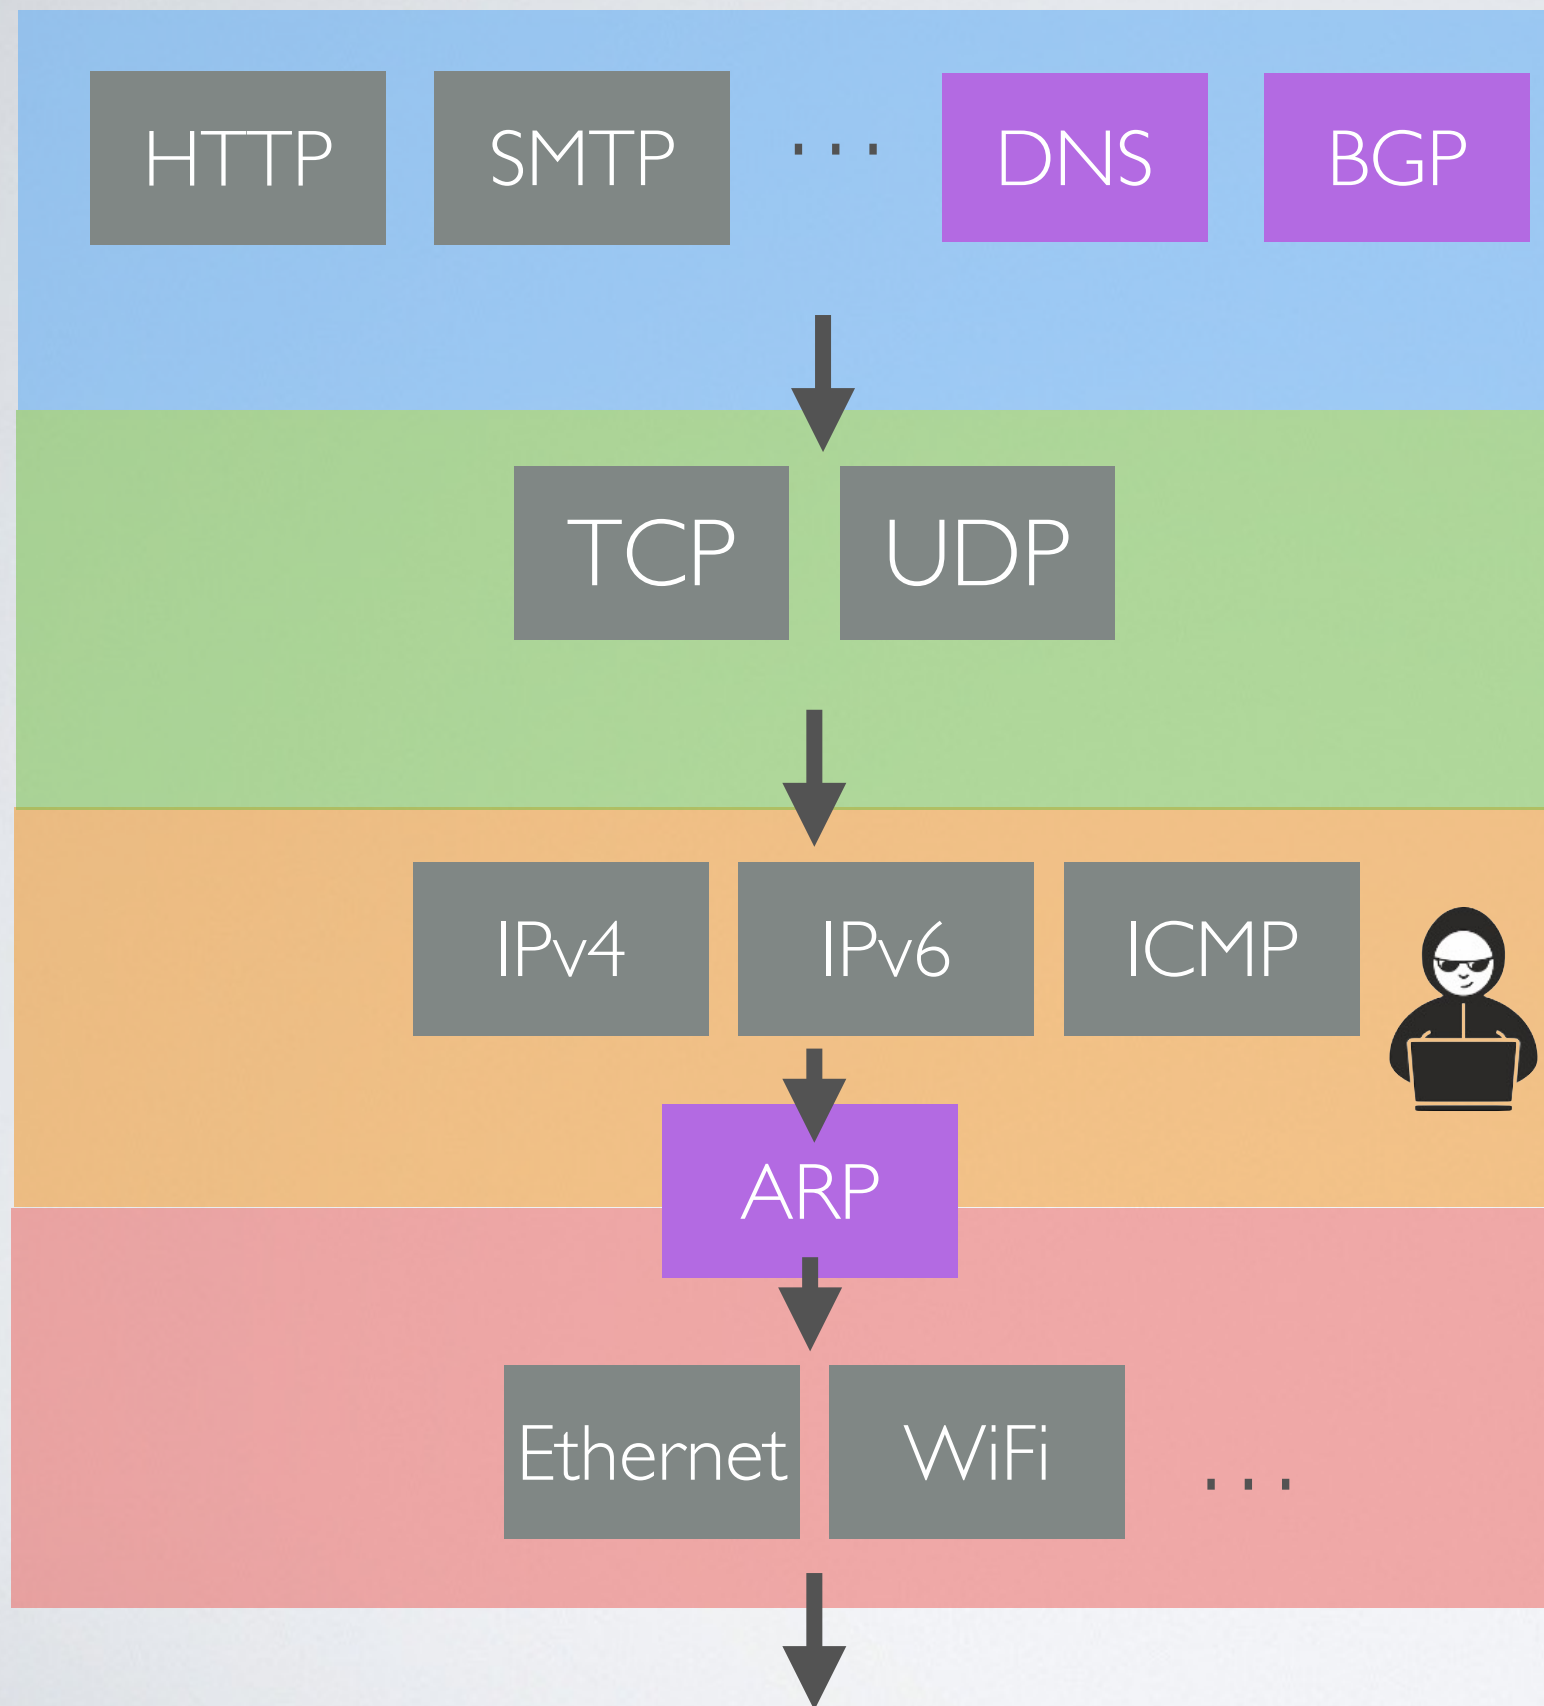 HTTP SMTP ... DNS BGP
TCP UDP
IPv4 IPv6 ICMP
ARP
Ethernet WiFi ...